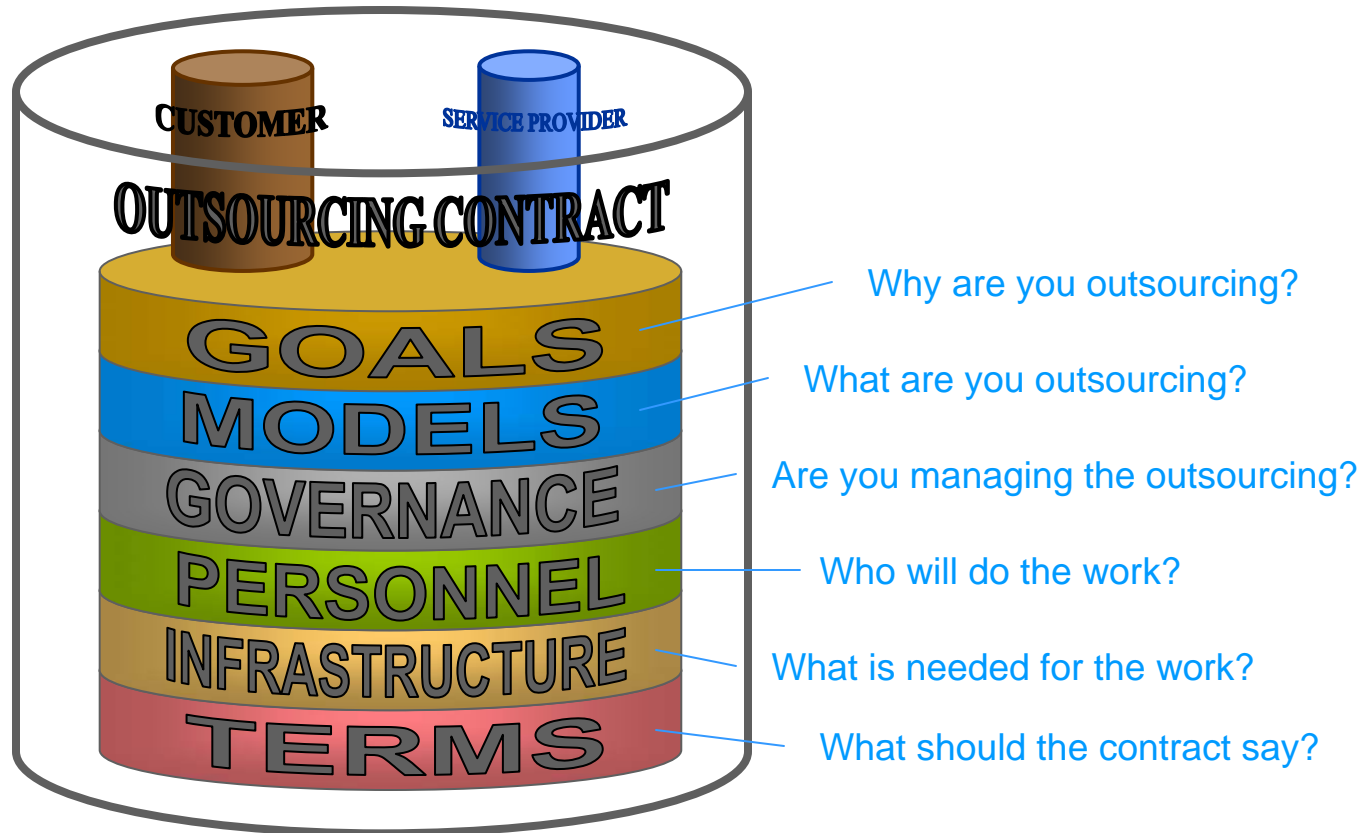 CUSTOMER
SERVICE PROVIDER
OUTSOURCING CONTRACT
GOALS
Why are you outsourcing?
MODELS
What are you outsourcing?
GOVERNANCE
Are you managing the outsourcing?
PERSONNEL
Who will do the work?
INFRASTRUCTURE
What is needed for the work?
TERMS
What should the contract say?